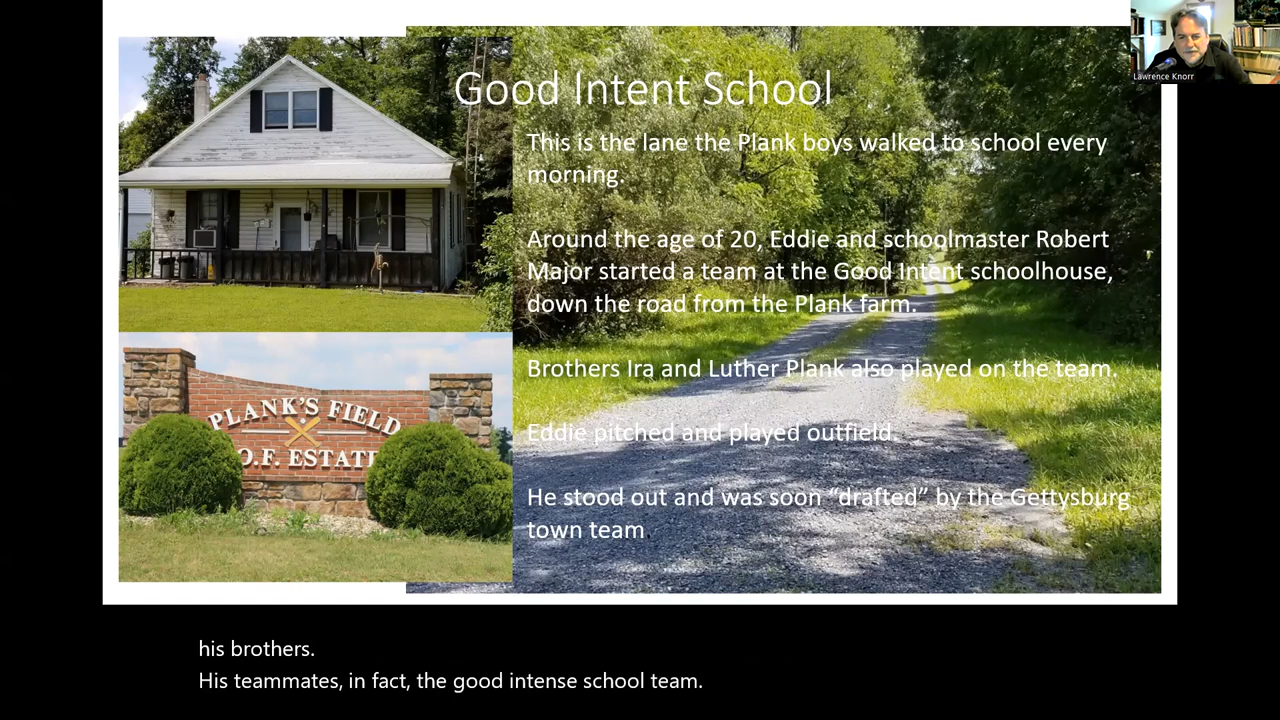 Lawrence Knorr
Good Intent School
This is the lane the Plank boys walked to school every
morning.
Around the age of 20, Eddie and schoolmaster Robert
Major started a team at the Good Intent schoolhouse,
down the road from the Plank farm.
Brothers Ira and Luther Plank also played on the team.
Eddie pitched and played outfield.
He stood out and was soon “drafted” by the Gettysburg
town team.
PLANK'S FIELD
O.F. ESTATE
his brothers.
His teammates, in fact, the good intense school team.